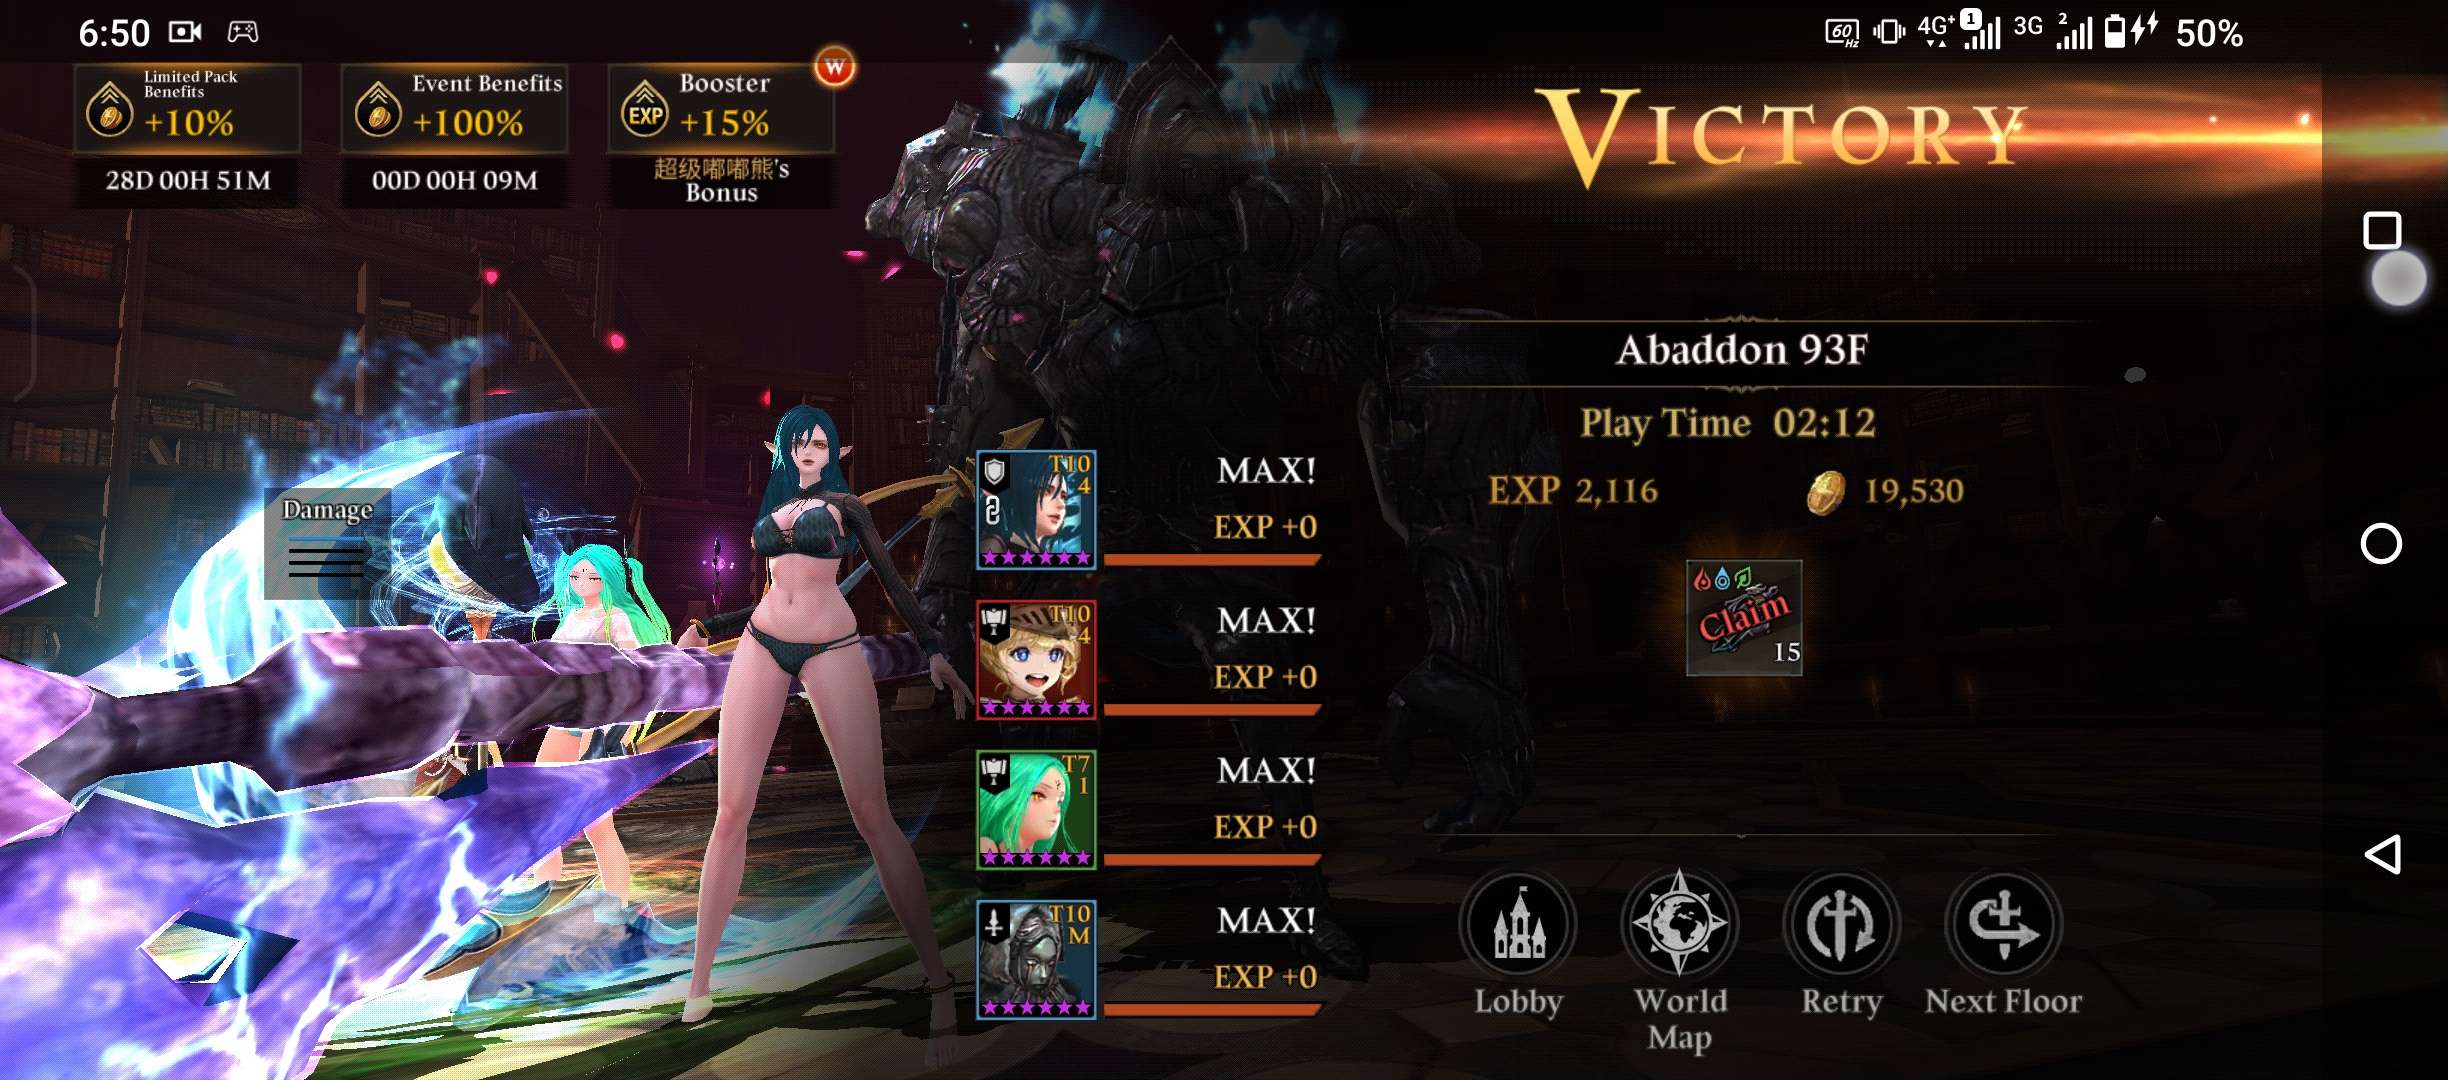 6:50
60Hz 4G+ 1 3G 2 50%
Limited Pack
Benefits
+10%
28D 00H 51M
Event Benefits
+100%
00D 00H 09M
W
EXP
Booster
+15%
超级嘟嘟熊's
Bonus
VICTORY
Damage
T10
4
MAX!
EXP +0
T10
4
MAX!
EXP +0
T7
1
MAX!
EXP +0
T10
M
MAX!
EXP +0
Abaddon 93F
Play Time 02:12
EXP 2,116 19,530
Claim
15
Lobby
World
Map
Retry
Next Floor